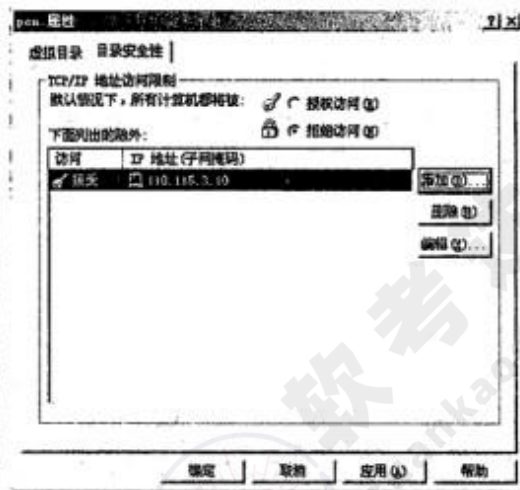 pcn 属性
虚拟目录 目录安全性
TCP/IP 地址访问限制
默认情况下，所有计算机都将被:
授权访问(R)
拒绝访问(N)
下面列出的除外:
访问 IP 地址(子网掩码)
110.115.3.10
添加(D)...
删除(M)
编辑(I)...
确定 取消 应用(A) 帮助
软考